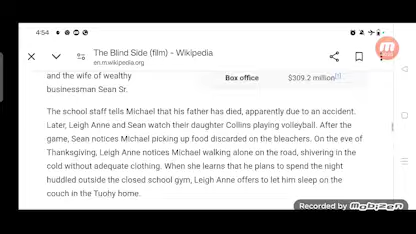 4:54
The Blind Side (film) - Wikipedia
en.m.wikipedia.org
and the wife of wealthy
businessman Sean Sr.
Box office $309.2 million
The school staff tells Michael that his father has died, apparently due to an accident.
Later, Leigh Anne and Sean watch their daughter Collins playing volleyball. After the
game, Sean notices Michael picking up food discarded on the bleachers. On the eve of
Thanksgiving, Leigh Anne notices Michael walking alone on the road, shivering in the
cold without adequate clothing. When she learns that he plans to spend the night
huddled outside the closed school gym, Leigh Anne offers to let him sleep on the
couch in the Tuohy home.
Recorded by Mobizen